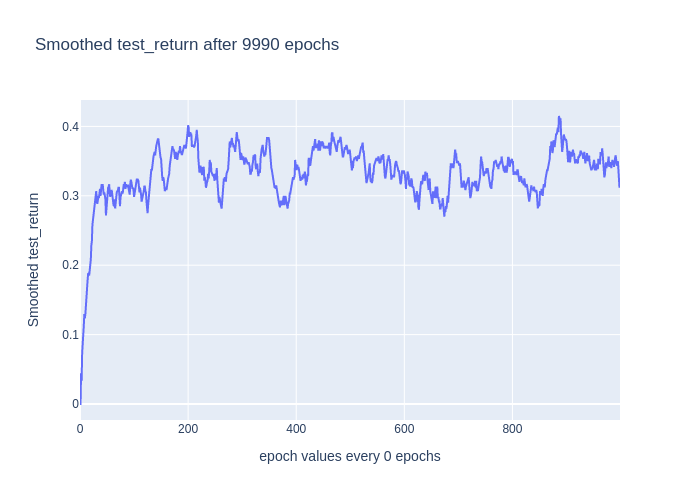 Smoothed test_return after 9990 epochs
0.4
0.3
0.2
0.1
0
Smoothed test_return
0 200 400 600 800
epoch values every 0 epochs